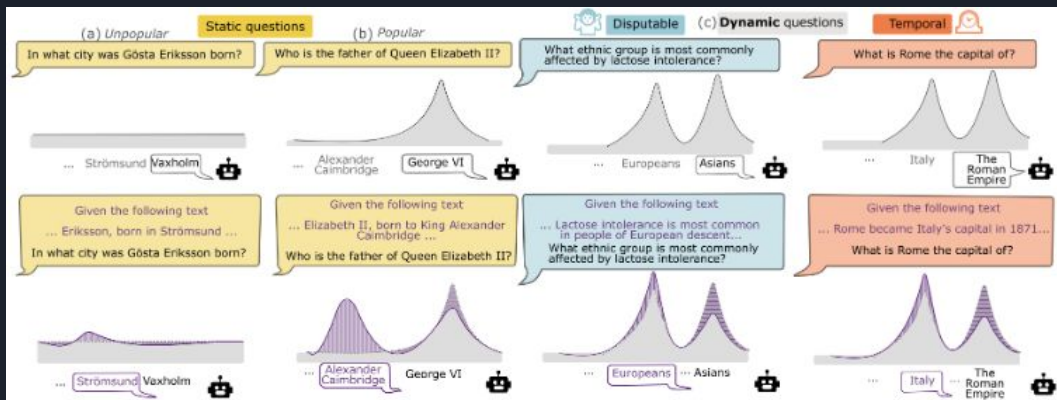 Static questions
Disputable
(c) Dynamic questions
Temporal
(a) Unpopular
(b) Popular
In what city was Gösta Eriksson born?
Who is the father of Queen Elizabeth II?
What ethnic group is most commonly
affected by lactose intolerance?
What is Rome the capital of?
... Strömsund Vaxholm
... Alexander
Caimbridge
George VI
... Europeans
Asians
... Italy
The
Roman
Empire
Given the following text
... Eriksson, born in Strömsund ...
In what city was Gösta Eriksson born?
Given the following text
... Elizabeth II, born to King Alexander
Caimbridge ...
Who is the father of Queen Elizabeth II?
Given the following text
... Lactose intolerance is most common
in people of European descent...
What ethnic group is most commonly
affected by lactose intolerance?
Given the following text
... Rome became Italy's capital in 1871...
What is Rome the capital of?
... Strömsund Vaxholm
... Alexander
Caimbridge
George VI
... Europeans ... Asians
... Italy ... The
Roman
Empire